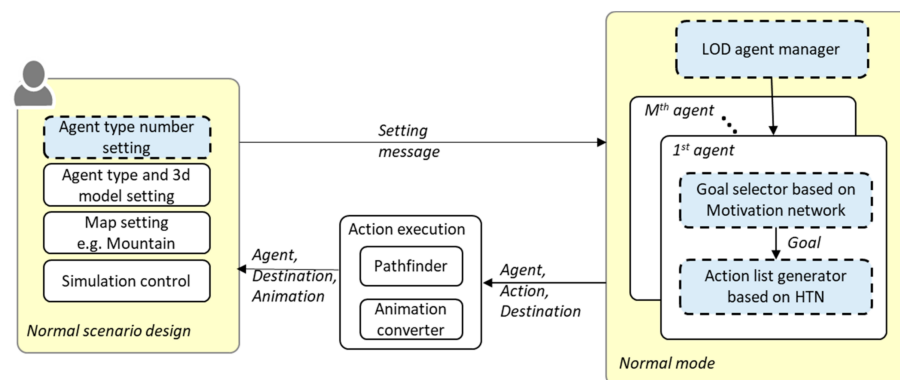 LOD agent manager
Mth agent
1st agent
Goal selector based on
Motivation network
Goal
Action list generator
based on HTN
Normal mode
Setting
message
Agent type number
setting
Agent type and 3d
model setting
Map setting
e.g. Mountain
Simulation control
Normal scenario design
Action execution
Pathfinder
Animation
converter
Agent,
Destination,
Animation
Agent,
Action,
Destination